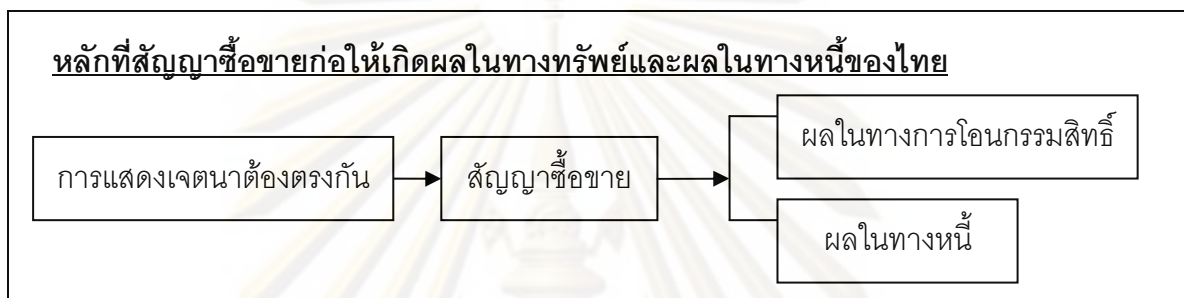 หลักที่สัญญาซื้อขายก่อให้เกิดผลในทางทรัพย์และผลในทางหนี้ของไทย
การแสดงเจตนาต้องตรงกัน
สัญญาซื้อขาย
ผลในทางการโอนกรรมสิทธิ์
ผลในทางหนี้